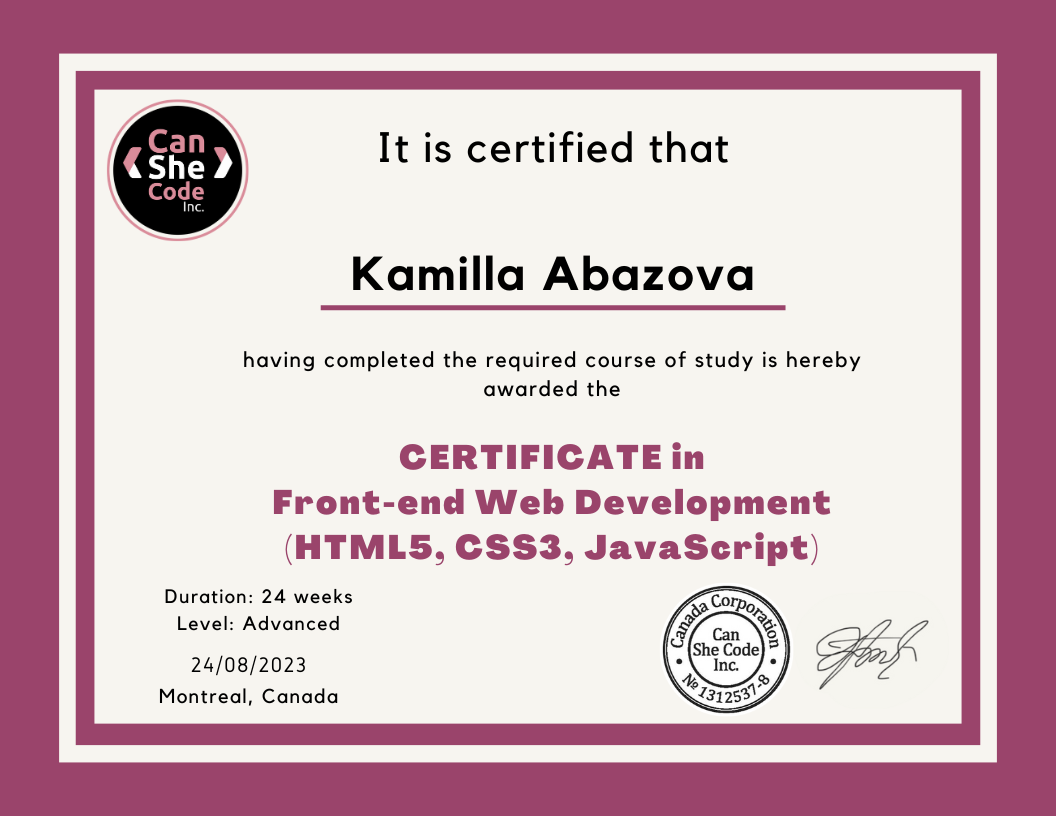 Can
She
Code
Inc.
It is certified that
Kamilla Abazova
having completed the required course of study is hereby
awarded the
CERTIFICATE in
Front-end Web Development
(HTML5, CSS3, JavaScript)
Duration: 24 weeks
Level: Advanced
24/08/2023
Montreal, Canada
Canada Corporation
Can
She Code
Inc.
№ 1312537-8